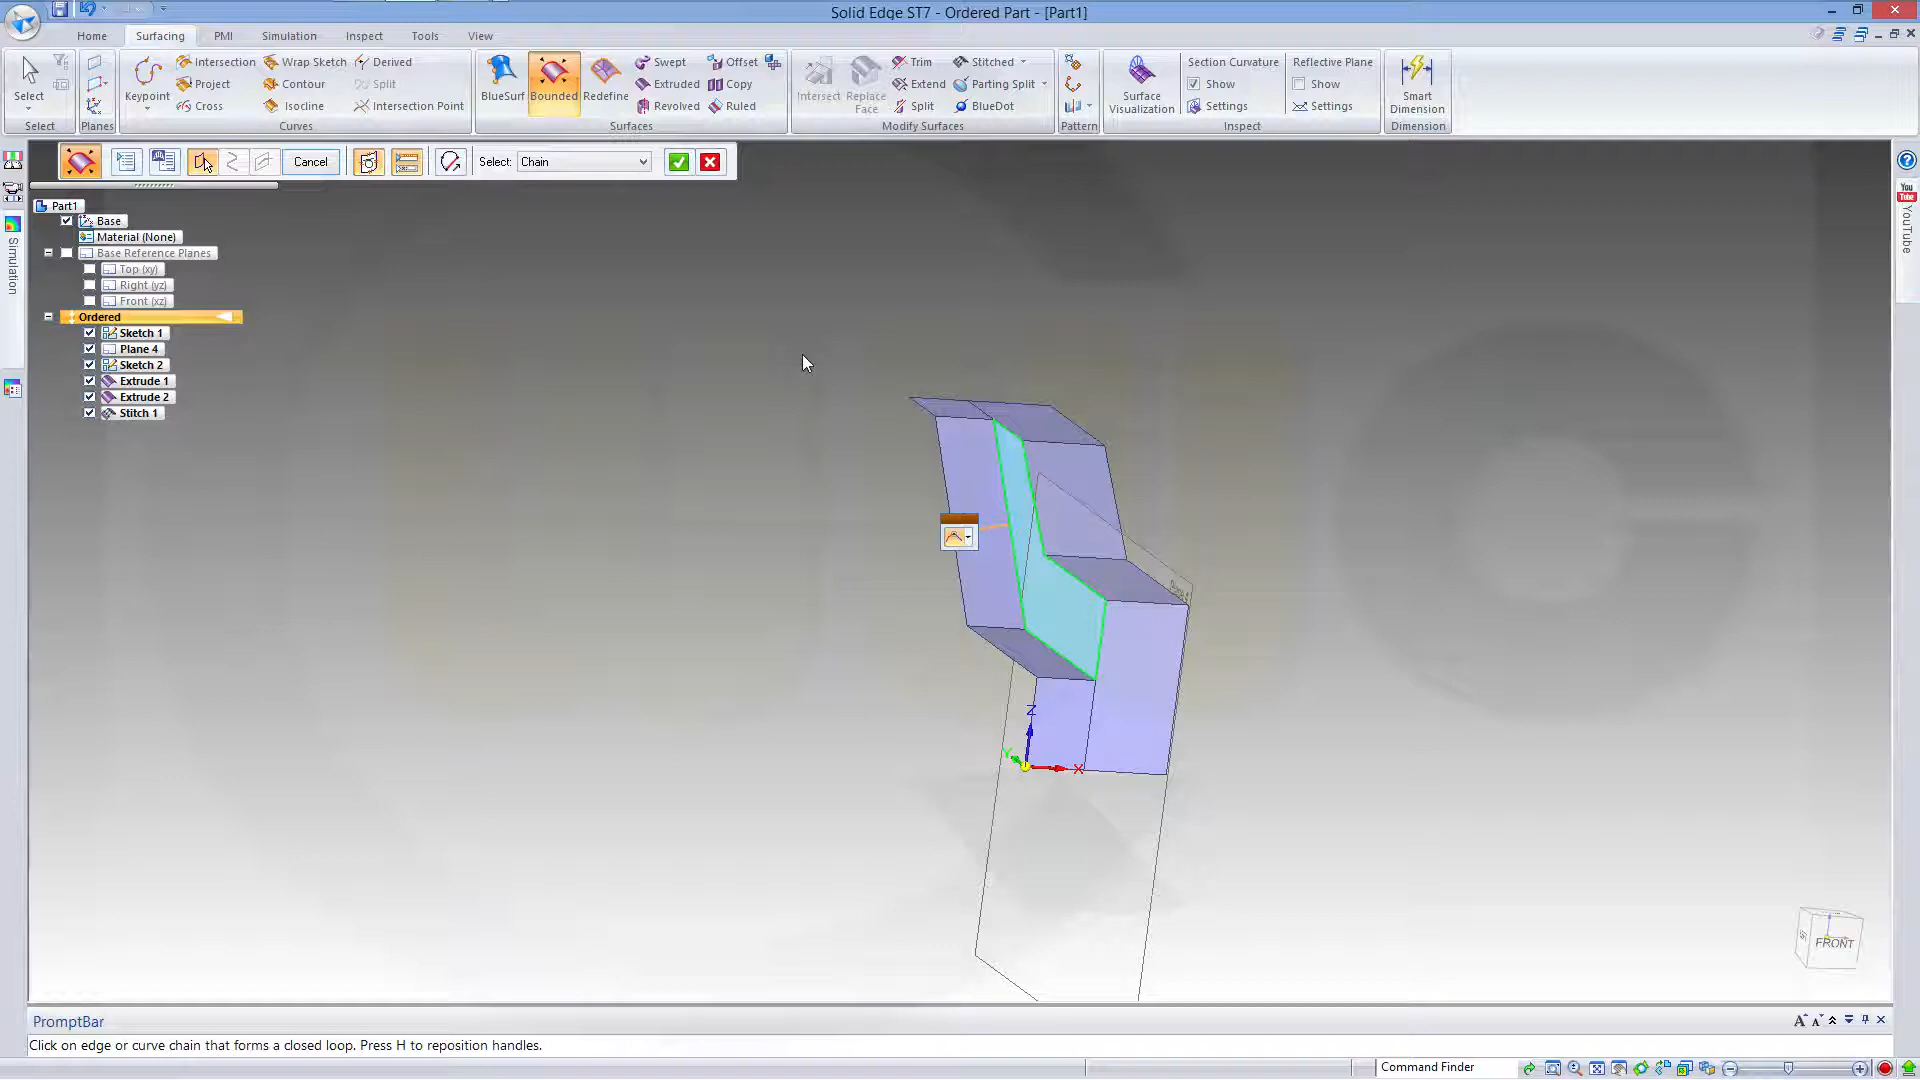 Solid Edge ST7 - Ordered Part - [Part1]
Home Surfacing PMI Simulation Inspect Tools View
Intersection Wrap Sketch Derived
Swept Offset
Trim Stitched
Section Curvature Reflective Plane
Project Contour Split
Extruded Copy
Extend Parting Split
Show Show
Select Keypoint BlueSurf Bounded Redefine
Intersect Replace Face
Surface Visualization
Smart Dimension
Cross Isocline Intersection Point
Revolved Ruled
Split BlueDot
Settings Settings
Select Planes Curves Surfaces Modify Surfaces Pattern Inspect Dimension
Cancel Select: Chain
Part1
Base
Material (None)
Base Reference Planes
Top (xy)
Right (yz)
Front (xz)
Ordered
Sketch 1
Plane 4
Sketch 2
Extrude 1
Extrude 2
Stitch 1
Simulation
You Tube
YouTube
Z
Y
X
FRONT
PromptBar
Click on edge or curve chain that forms a closed loop. Press H to reposition handles.
Command Finder